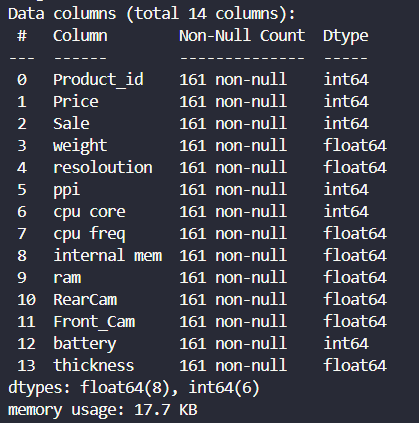 Data columns (total 14 columns):
 #   Column        Non-Null Count  Dtype
---  ------        --------------  -----
 0   Product_id    161 non-null    int64
 1   Price         161 non-null    int64
 2   Sale          161 non-null    int64
 3   weight        161 non-null    float64
 4   resoloution   161 non-null    float64
 5   ppi           161 non-null    int64
 6   cpu core      161 non-null    int64
 7   cpu freq      161 non-null    float64
 8   internal mem  161 non-null    float64
 9   ram           161 non-null    float64
 10  RearCam       161 non-null    float64
 11  Front_Cam     161 non-null    float64
 12  battery       161 non-null    int64
 13  thickness     161 non-null    float64
dtypes: float64(8), int64(6)
memory usage: 17.7 KB